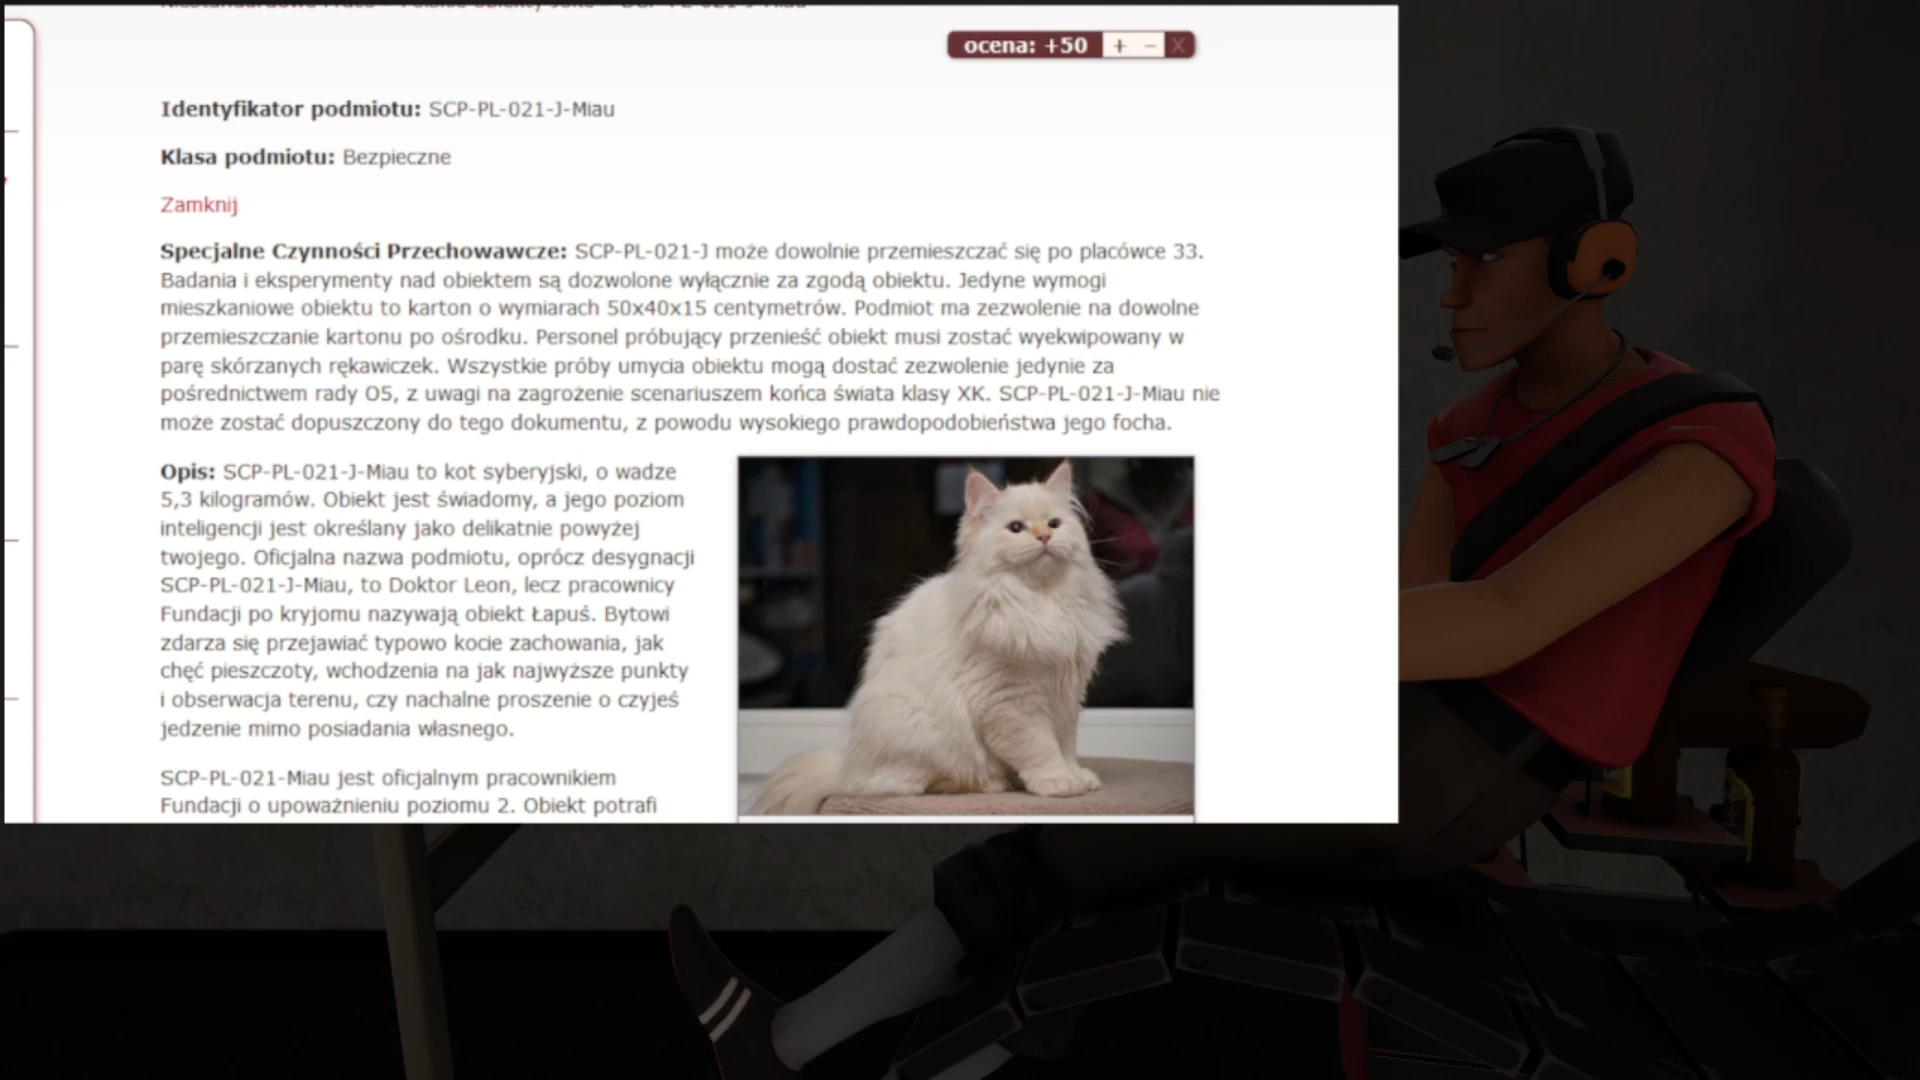 ocena: +50 + − X
Identyfikator podmiotu: SCP-PL-021-J-Miau
Klasa podmiotu: Bezpieczne
Zamknij
Specjalne Czynności Przechowawcze: SCP-PL-021-J może dowolnie przemieszczać się po placówce 33.
Badania i eksperymenty nad obiektem są dozwolone wyłącznie za zgodą obiektu. Jedyne wymogi
mieszkaniowe obiektu to karton o wymiarach 50x40x15 centymetrów. Podmiot ma zezwolenie na dowolne
przemieszczanie kartonu po ośrodku. Personel próbujący przenieść obiekt musi zostać wyekwipowany w
parę skórzanych rękawiczek. Wszystkie próby umycia obiektu mogą dostać zezwolenie jedynie za
pośrednictwem rady O5, z uwagi na zagrożenie scenariuszem końca świata klasy XK. SCP-PL-021-J-Miau nie
może zostać dopuszczony do tego dokumentu, z powodu wysokiego prawdopodobieństwa jego focha.
Opis: SCP-PL-021-J-Miau to kot syberyjski, o wadze
5,3 kilogramów. Obiekt jest świadomy, a jego poziom
inteligencji jest określany jako delikatnie powyżej
twojego. Oficjalna nazwa podmiotu, oprócz desygnacji
SCP-PL-021-J-Miau, to Doktor Leon, lecz pracownicy
Fundacji po kryjomu nazywają obiekt Łapuś. Bytowi
zdarza się przejawiać typowo kocie zachowania, jak
chęć pieszczoty, wchodzenia na jak najwyższe punkty
i obserwacja terenu, czy nachalne proszenie o czyjeś
jedzenie mimo posiadania własnego.
SCP-PL-021-Miau jest oficjalnym pracownikiem
Fundacji o upoważnieniu poziomu 2. Obiekt potrafi